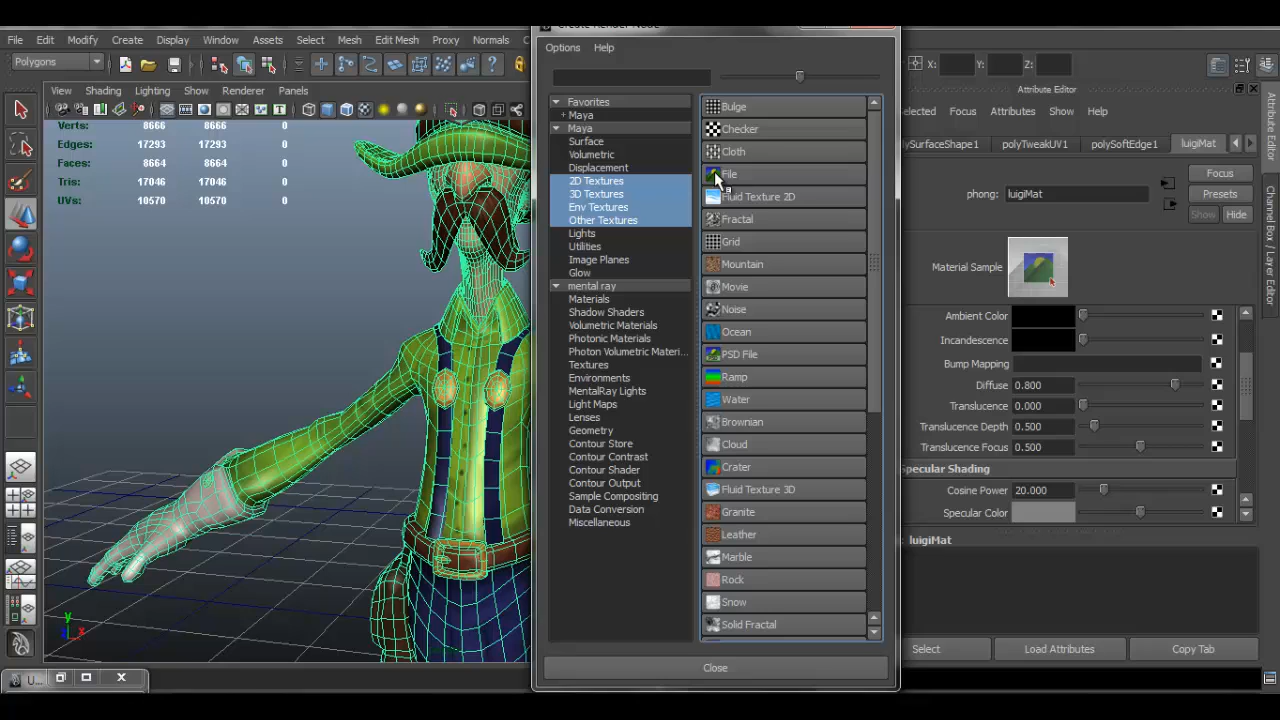 Create Render Node
File Edit Modify Create Display Window Assets Select Mesh Edit Mesh Proxy Normals
Options Help
Polygons
X: Y: Z:
View Shading Lighting Show Renderer Panels
Attribute Editor
Focus Attributes Show Help
Verts: 8666 8666 0
Edges: 17293 17293 0
Faces: 8664 8664 0
Tris: 17046 17046 0
UVs: 10570 10570 0
Favorites
+ Maya
Maya
Surface
Volumetric
Displacement
2D Textures
3D Textures
Env Textures
Other Textures
Lights
Utilities
Image Planes
Glow
mental ray
Materials
Shadow Shaders
Volumetric Materials
Photonic Materials
Photon Volumetric Materi...
Textures
Environments
MentalRay Lights
Light Maps
Lenses
Geometry
Contour Store
Contour Contrast
Contour Shader
Contour Output
Sample Compositing
Data Conversion
Miscellaneous
Bulge
Checker
Cloth
File
Fluid Texture 2D
Fractal
Grid
Mountain
Movie
Noise
Ocean
PSD File
Ramp
Water
Brownian
Cloud
Crater
Fluid Texture 3D
Granite
Leather
Marble
Rock
Snow
Solid Fractal
Close
polyTweakUV1 polySoftEdge1 luigiMat
phong: luigiMat
Focus
Presets
Show Hide
Material Sample
Ambient Color
Incandescence
Bump Mapping
Diffuse 0.800
Translucence 0.000
Translucence Depth 0.500
Translucence Focus 0.500
Specular Shading
Cosine Power 20.000
Specular Color
luigiMat
Select Load Attributes Copy Tab
Attribute Editor
Channel Box / Layer Editor
y
x
U...